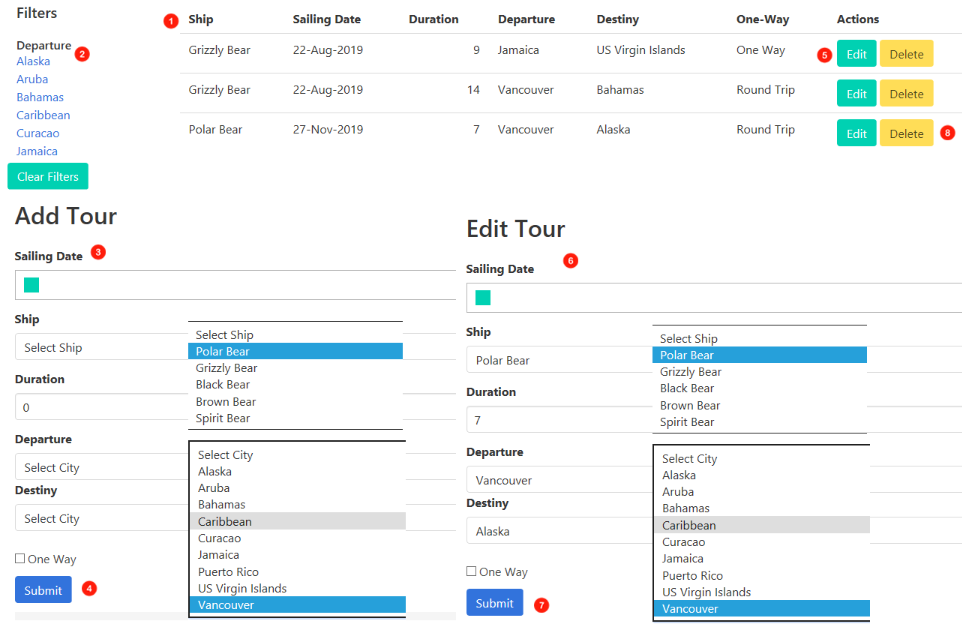 Filters
1 Ship Sailing Date Duration Departure Destiny One-Way Actions
Departure 2
Alaska
Aruba
Bahamas
Caribbean
Curacao
Jamaica
Clear Filters
Grizzly Bear 22-Aug-2019 9 Jamaica US Virgin Islands One Way 5 Edit Delete
Grizzly Bear 22-Aug-2019 14 Vancouver Bahamas Round Trip Edit Delete
Polar Bear 27-Nov-2019 7 Vancouver Alaska Round Trip Edit Delete 8
Add Tour
Sailing Date 3
Ship
Select Ship
Select Ship
Polar Bear
Grizzly Bear
Black Bear
Brown Bear
Spirit Bear
Duration
0
Departure
Select City
Destiny
Select City
Select City
Alaska
Aruba
Bahamas
Caribbean
Curacao
Jamaica
Puerto Rico
US Virgin Islands
Vancouver
One Way
Submit 4
Edit Tour
Sailing Date 6
Ship
Polar Bear
Select Ship
Polar Bear
Grizzly Bear
Black Bear
Brown Bear
Spirit Bear
Duration
7
Departure
Vancouver
Destiny
Alaska
Select City
Alaska
Aruba
Bahamas
Caribbean
Curacao
Jamaica
Puerto Rico
US Virgin Islands
Vancouver
One Way
Submit 7